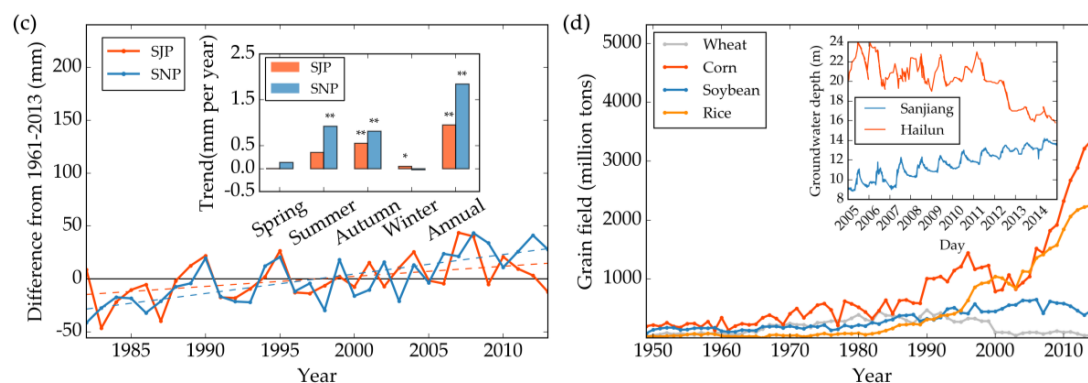 (c)
SJP
SNP
Difference from 1961-2013 (mm)
200
150
100
50
0
-50
1985
1990
1995
2000
2005
2010
Year
Trend(mm per year)
2.5
1.5
0.5
0.0
-0.5
SJP
SNP
**
**
**
*
**
**
Spring
Summer
Autumn
Winter
Annual
(d)
Wheat
Corn
Soybean
Rice
Grain field (million tons)
5000
4000
3000
2000
1000
1950
1960
1970
1980
1990
2000
2010
Year
Groundwater depth (m)
24
22
20
18
16
14
12
10
8
Sanjiang
Hailun
2005
2006
2007
2008
2009
2010
2011
2012
2013
2014
Day